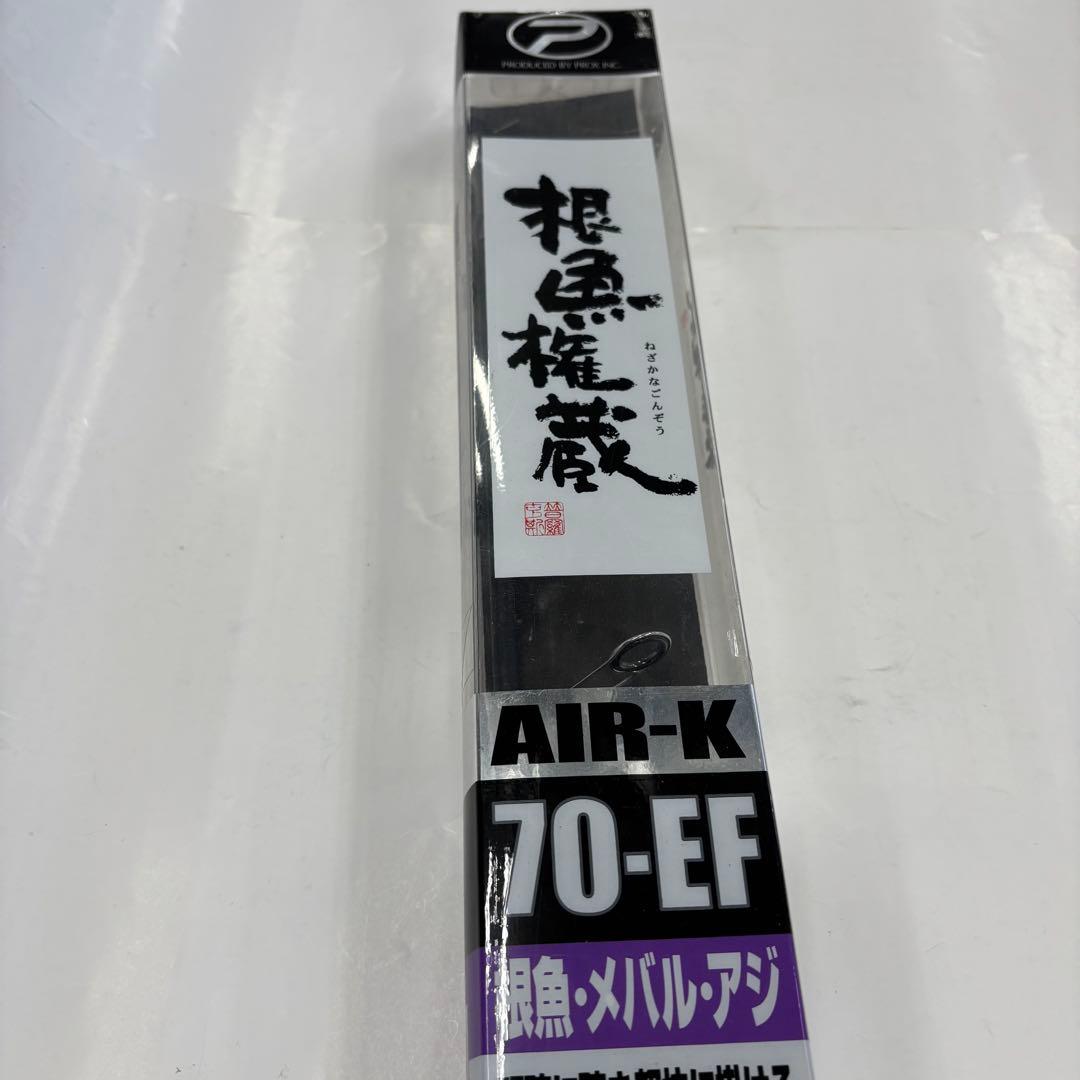 PRODUCED BY PROX INC.
根魚権蔵
ねざかなごんぞう
AIR-K
70-EF
根魚・メバル・アジ